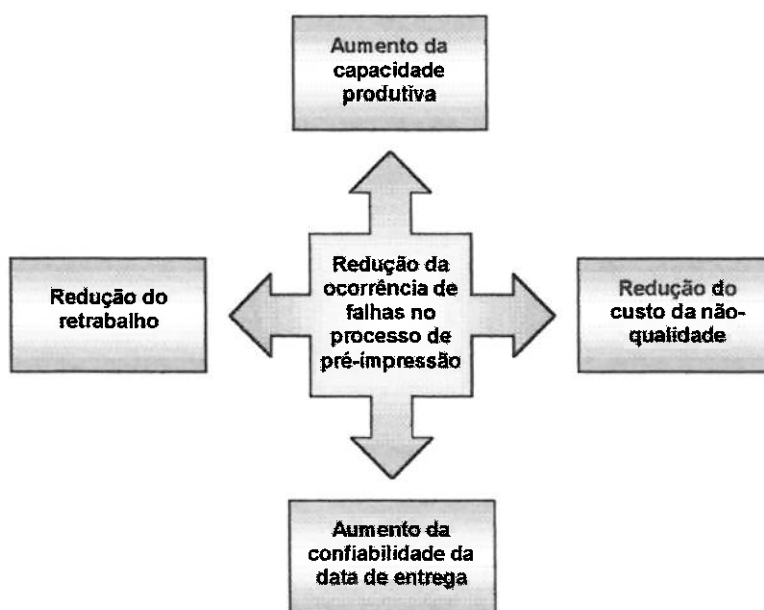 Aumento da
capacidade
produtiva
Redução do
retrabalho
Redução da
ocorrência de
falhas no
processo de
pré-impressão
Redução do
custo da não-
qualidade
Aumento da
confiabilidade da
data de entrega